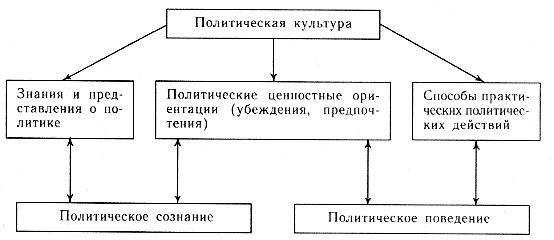 Политическая культура
Знания и пред-
ставления о по-
литике
Политические ценностные ори-
ентации (убеждения, предпоч-
тения)
Способы практи-
ческих политичес-
ких действий
Политическое сознание
Политическое поведение